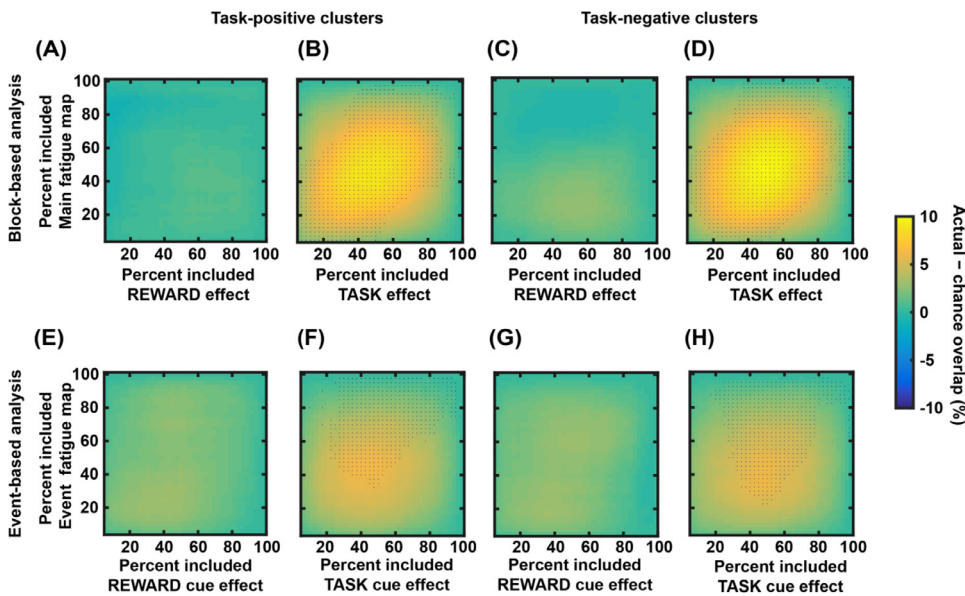 Task-positive clusters
Task-negative clusters
(A)
(B)
(C)
(D)
Block-based analysis
Percent included
Main fatigue map
100
80
60
40
20
20 40 60 80 100
Percent included
REWARD effect
20 40 60 80 100
Percent included
TASK effect
20 40 60 80 100
Percent included
REWARD effect
20 40 60 80 100
Percent included
TASK effect
(E)
(F)
(G)
(H)
Event-based analysis
Percent included
Event fatigue map
100
80
60
40
20
20 40 60 80 100
Percent included
REWARD cue effect
20 40 60 80 100
Percent included
TASK cue effect
20 40 60 80 100
Percent included
REWARD cue effect
20 40 60 80 100
Percent included
TASK cue effect
10
5
0
-5
-10
Actual – chance overlap (%)